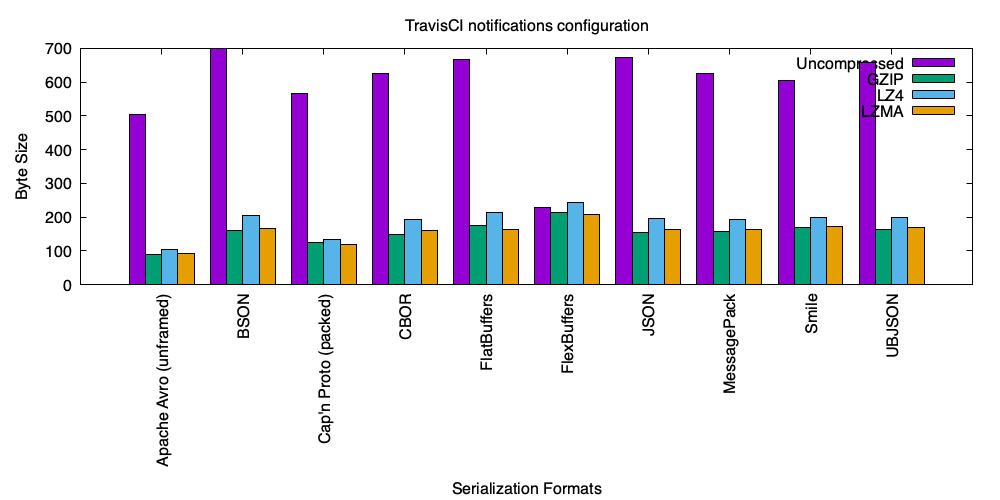 TravisCI notifications configuration
700
600
500
400
300
200
100
0
Byte Size
Uncompressed
GZIP
LZ4
LZMA
Apache Avro (unframed)
BSON
Cap'n Proto (packed)
CBOR
FlatBuffers
FlexBuffers
JSON
MessagePack
Smile
UBJSON
Serialization Formats